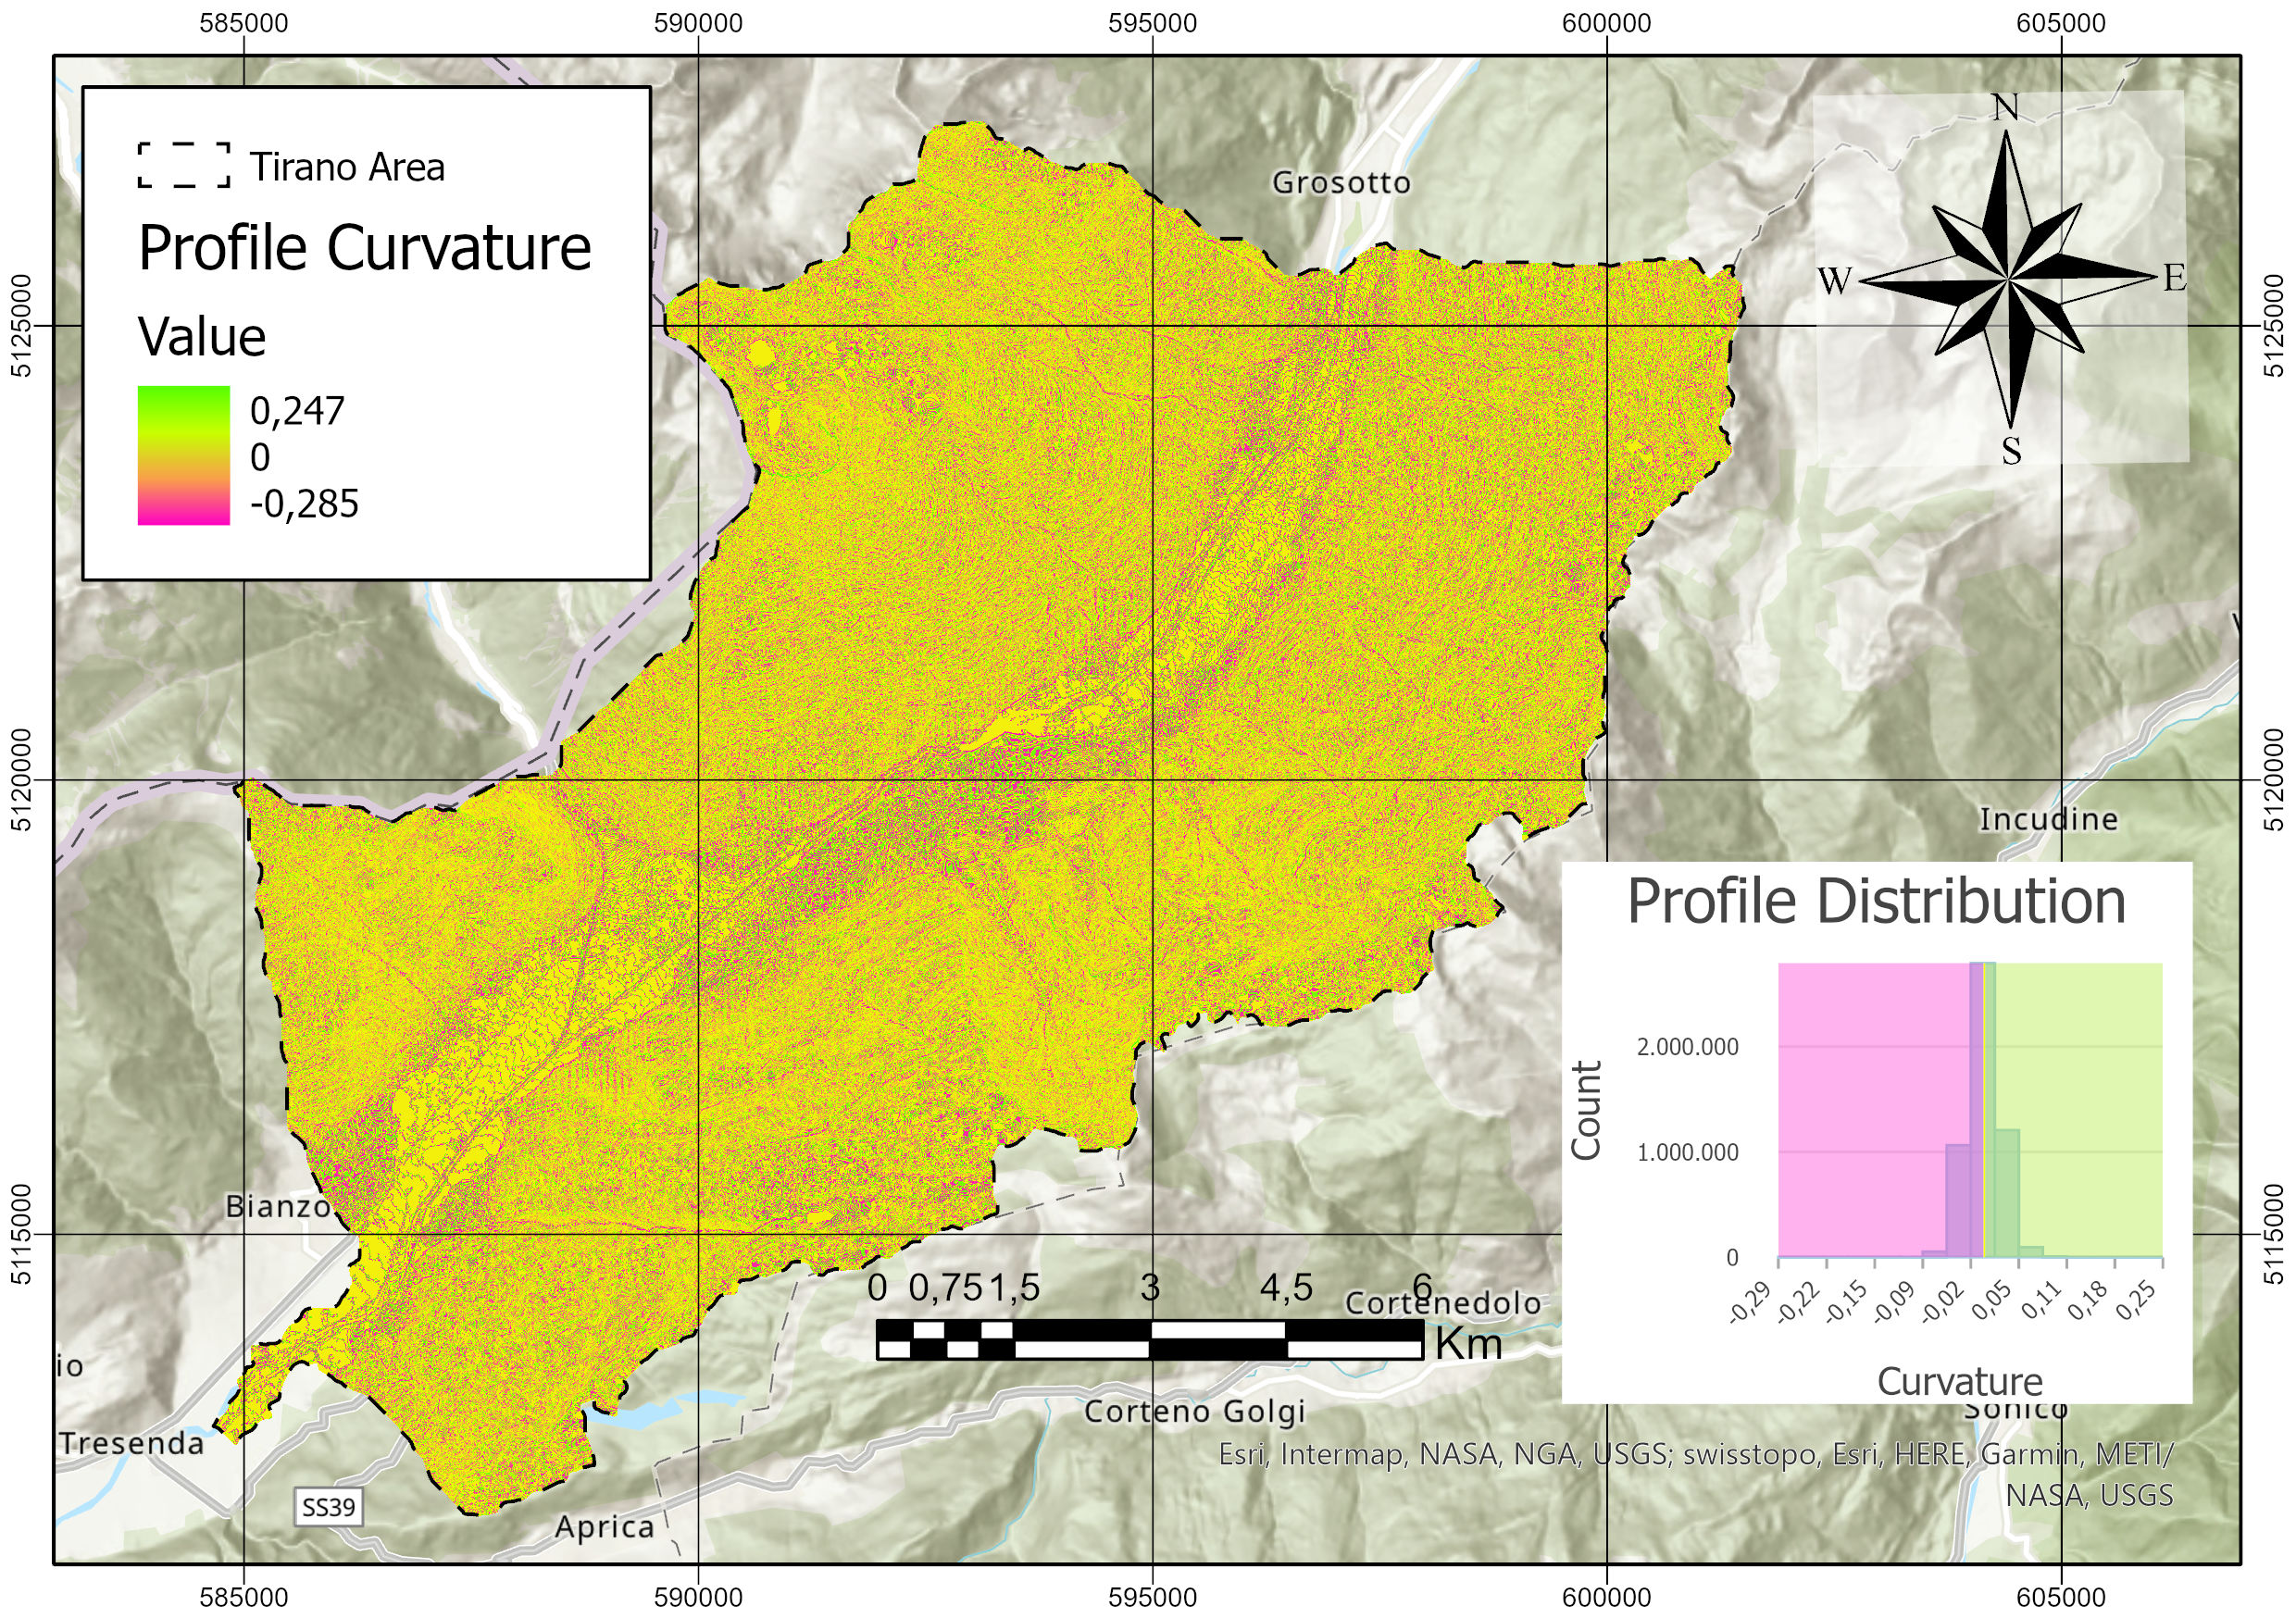 585000 590000 595000 600000 605000
N
Tirano Area
Grosotto
Profile Curvature
W E
5125000 5125000
Value
0,247
0
-0,285
S
5120000 5120000
Incudine
Profile Distribution
2.000.000
Count
1.000.000
0
-0,29 -0,22 -0,15 -0,09 -0,02 0,05 0,11 0,18 0,25
Curvature
Bianzo
5115000 5115000
0 0,75 1,5 3 4,5 6
Cortenedolo
Km
io
Corteno Golgi
Sonico
Tresenda
Esri, Intermap, NASA, NGA, USGS; swisstopo, Esri, HERE, Garmin, METI/
NASA, USGS
SS39
Aprica
585000 590000 595000 600000 605000